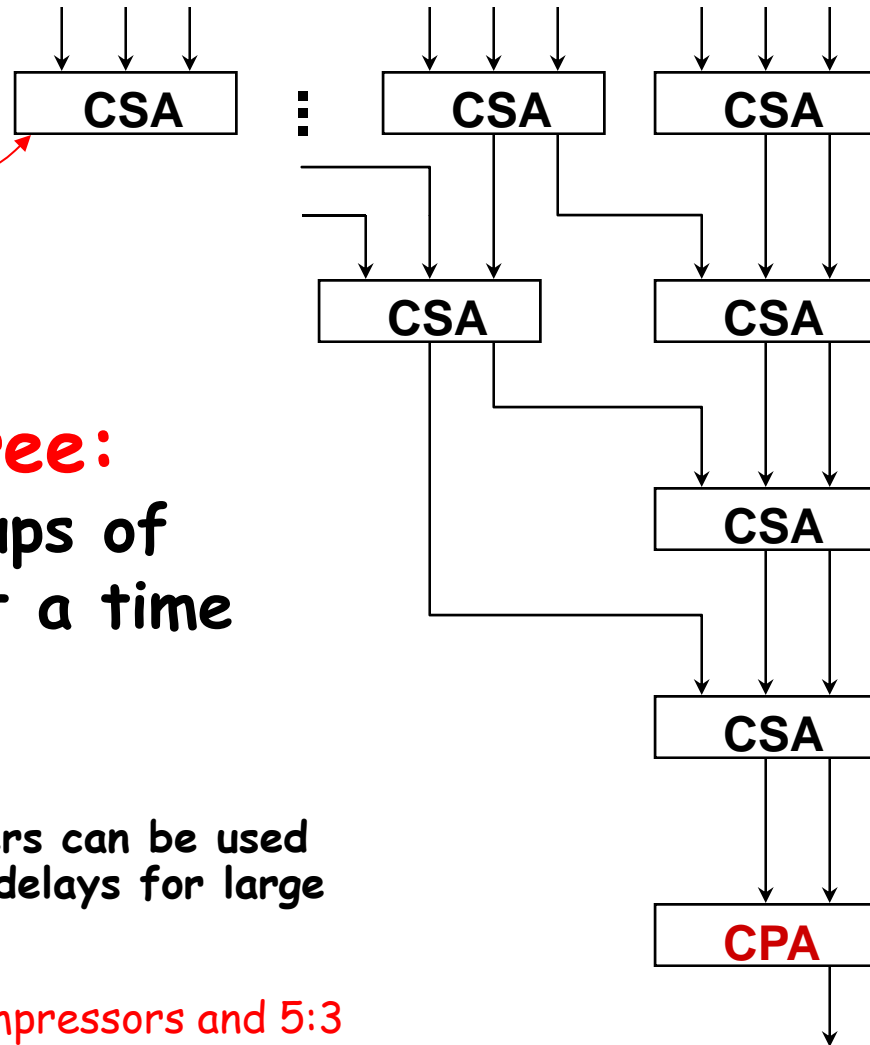 CSA
CSA
CSA
CSA
CSA
ree:
ups of
CSA
t a time
CSA
ers can be used
delays for large
CPA
mpressors and 5:3